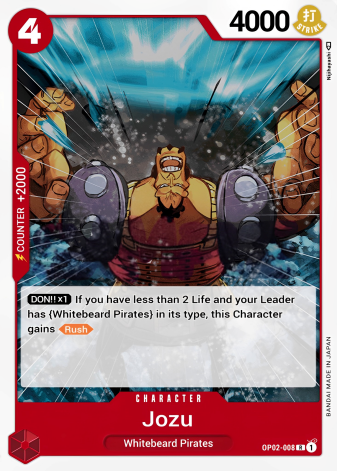 4
4000
打
STRIKE
Nijihayashi
COUNTER +2000
DON!!×1 If you have less than 2 Life and your Leader
has {Whitebeard Pirates} in its type, this Character
gains Rush
BANDAI MADE IN JAPAN
CHARACTER
Jozu
Whitebeard Pirates
OP02-008 R 1